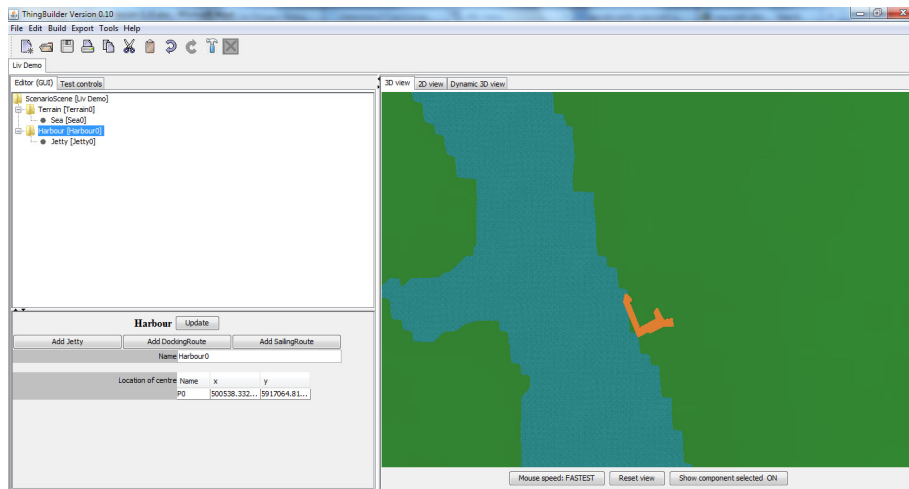 ThingBuilder Version 0.10
File Edit Build Export Tools Help
Liv Demo
Editor (GUI) Test controls
ScenarioScene [Liv Demo]
Terrain [Terrain0]
Sea [Sea0]
Harbour [Harbour0]
Jetty [Jetty0]
Harbour Update
Add Jetty Add DockingRoute Add SailingRoute
Name Harbour0
Location of centre Name x y
P0 500538.332... 5917064.81...
3D view 2D view Dynamic 3D view
Mouse speed: FASTEST Reset view Show component selected ON